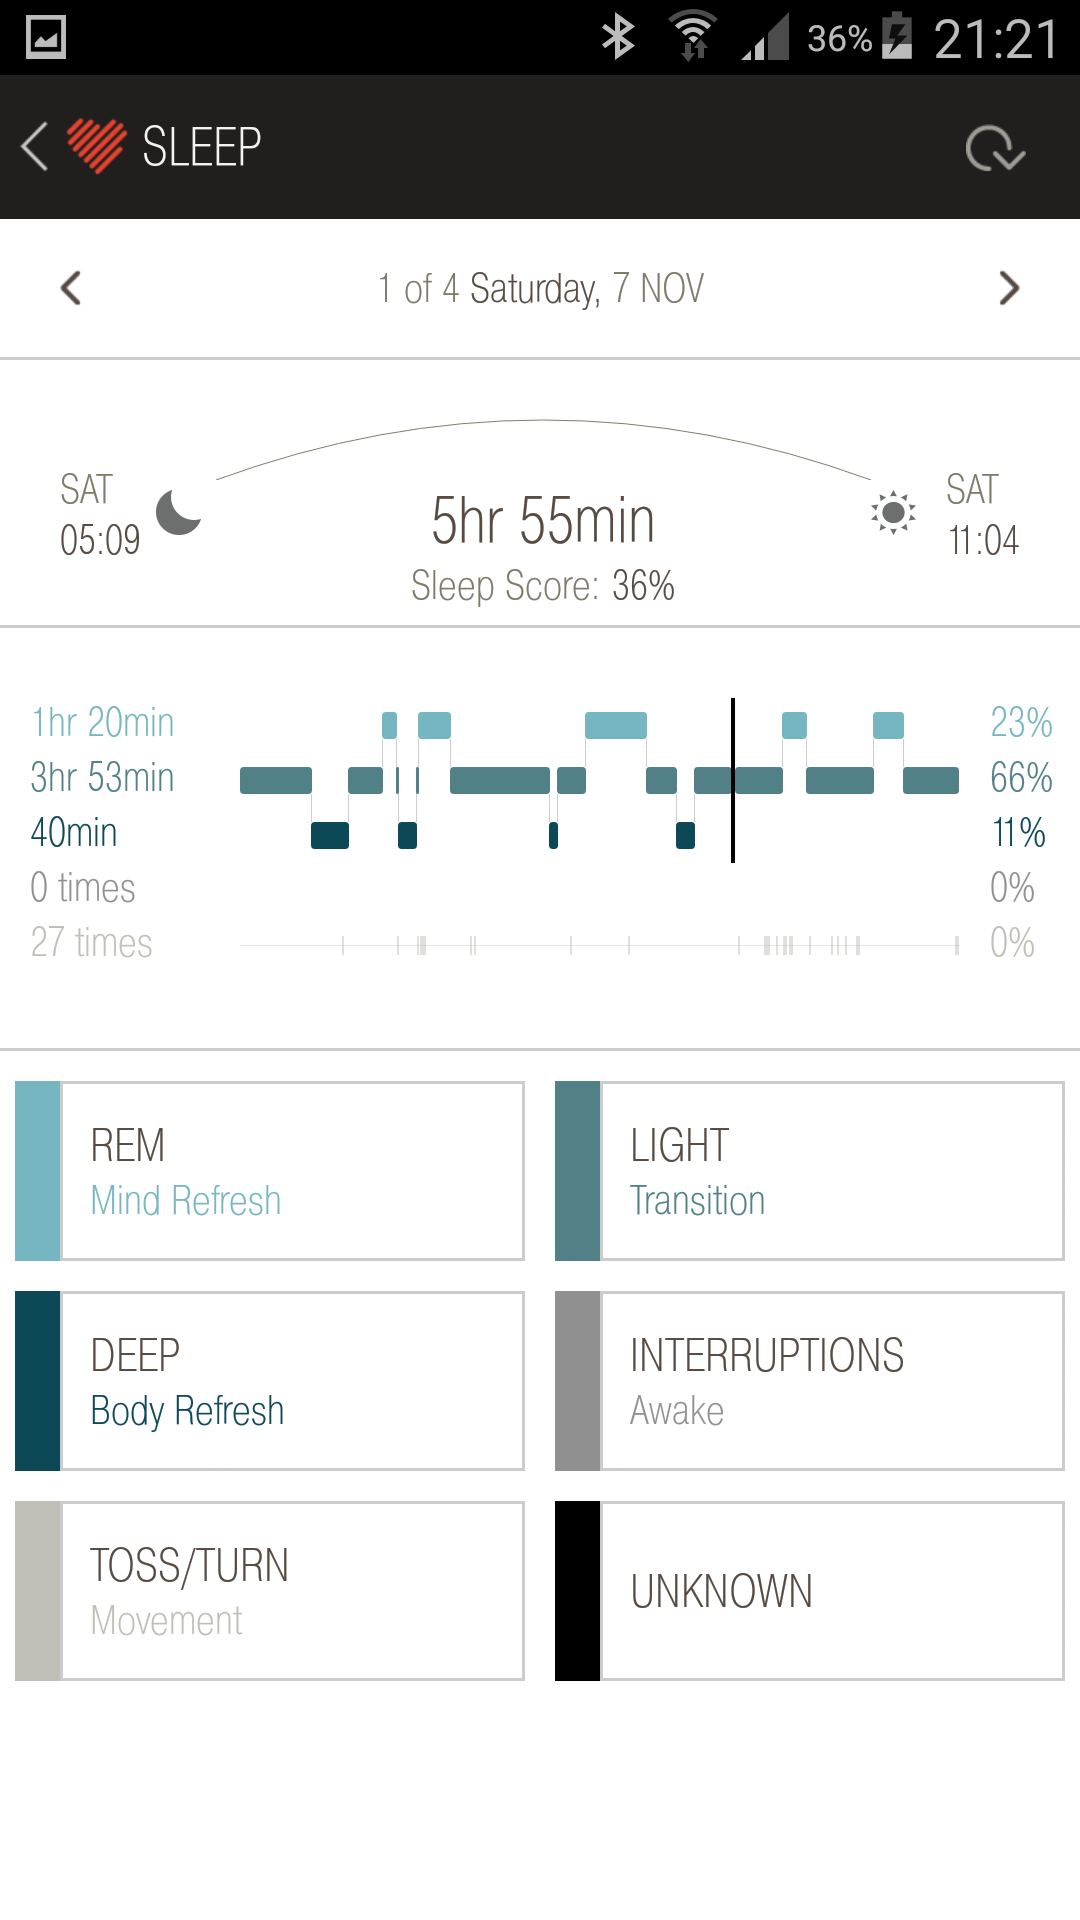 36% 21:21
SLEEP
1 of 4 Saturday, 7 NOV
SAT
05:09
5hr 55min
Sleep Score: 36%
SAT
11:04
1hr 20min 23%
3hr 53min 66%
40min 11%
0 times 0%
27 times 0%
REM
Mind Refresh
LIGHT
Transition
DEEP
Body Refresh
INTERRUPTIONS
Awake
TOSS/TURN
Movement
UNKNOWN